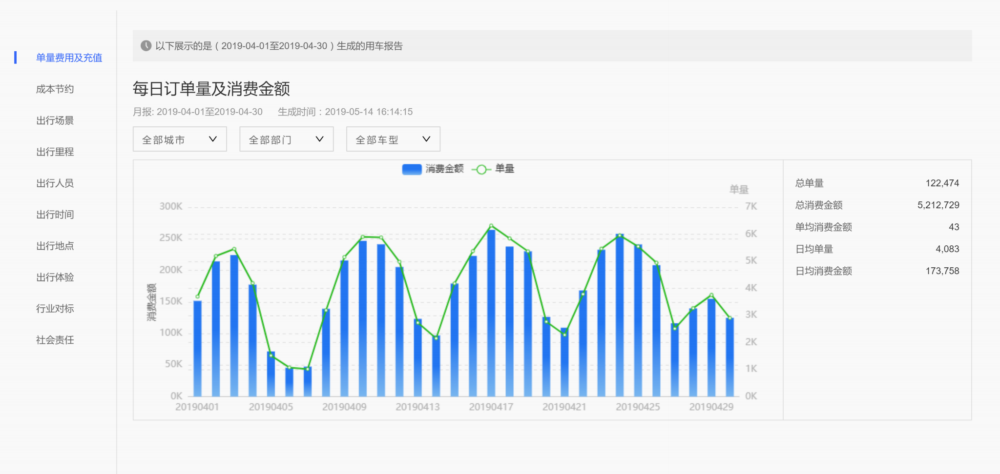 以下展示的是（2019-04-01至2019-04-30）生成的用车报告
单量费用及充值
成本节约
出行场景
出行里程
出行人员
出行时间
出行地点
出行体验
行业对标
社会责任
每日订单量及消费金额
月报: 2019-04-01至2019-04-30 生成时间：2019-05-14 16:14:15
全部城市 全部部门 全部车型
消费金额 单量
单量
300K
250K
200K
150K
100K
50K
0K
消费金额
7K
6K
5K
4K
3K
2K
1K
0K
20190401 20190405 20190409 20190413 20190417 20190421 20190425 20190429
总单量 122,474
总消费金额 5,212,729
单均消费金额 43
日均单量 4,083
日均消费金额 173,758